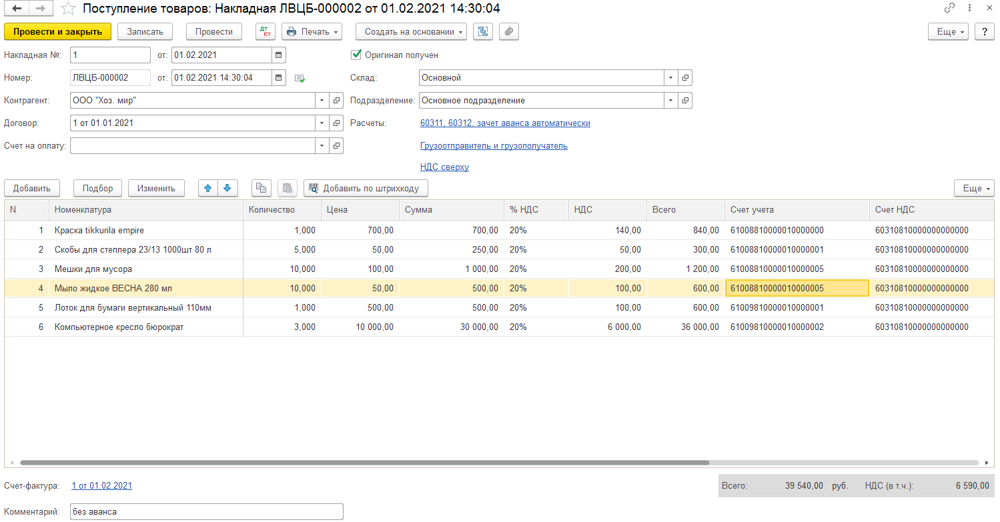 Поступление товаров: Накладная ЛВЦБ-000002 от 01.02.2021 14:30:04
Провести и закрыть Записать Провести Дт Кт Печать Создать на основании Еще ?
Накладная №: 1 от: 01.02.2021 Оригинал получен
Номер: ЛВЦБ-000002 от: 01.02.2021 14:30:04 Склад: Основной
Контрагент: ООО "Хоз. мир" Подразделение: Основное подразделение
Договор: 1 от 01.01.2021 Расчеты: 60311, 60312, зачет аванса автоматически
Счет на оплату: Грузоотправитель и грузополучатель
НДС сверху
Добавить Подбор Изменить Добавить по штрихкоду Еще
N Номенклатура Количество Цена Сумма % НДС НДС Всего Счет учета Счет НДС
1 Краска tikkurila empire 1,000 700,00 700,00 20% 140,00 840,00 61008810000010000000 60310810000000000000
2 Скобы для степлера 23/13 1000шт 80 л 5,000 50,00 250,00 20% 50,00 300,00 61008810000010000001 60310810000000000000
3 Мешки для мусора 10,000 100,00 1 000,00 20% 200,00 1 200,00 61008810000010000005 60310810000000000000
4 Мыло жидкое ВЕСНА 280 мл 10,000 50,00 500,00 20% 100,00 600,00 61008810000010000005 60310810000000000000
5 Лоток для бумаги вертикальный 110мм 1,000 500,00 500,00 20% 100,00 600,00 61009810000010000001 60310810000000000000
6 Компьютерное кресло бюрократ 3,000 10 000,00 30 000,00 20% 6 000,00 36 000,00 61009810000010000002 60310810000000000000
Счет-фактура: 1 от 01.02.2021 Всего: 39 540,00 руб. НДС (в т.ч.): 6 590,00
Комментарий: без аванса